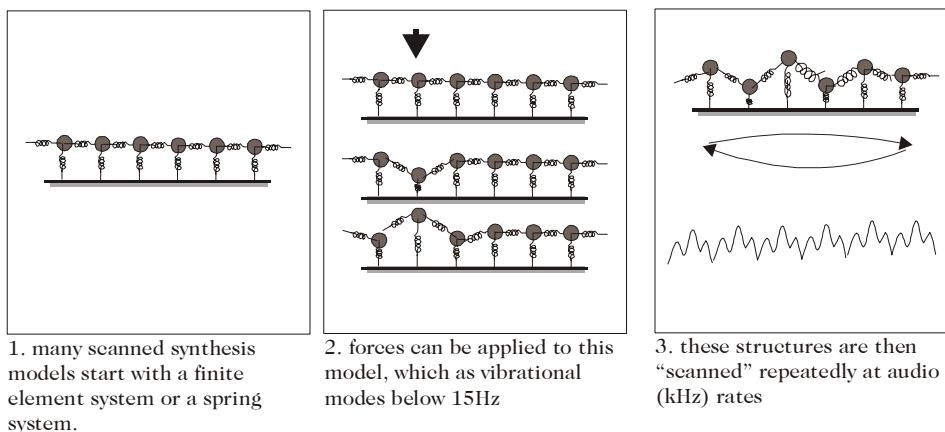 1. many scanned synthesis
models start with a finite
element system or a spring
system.
2. forces can be applied to this
model, which as vibrational
modes below 15Hz
3. these structures are then
“scanned” repeatedly at audio
(kHz) rates